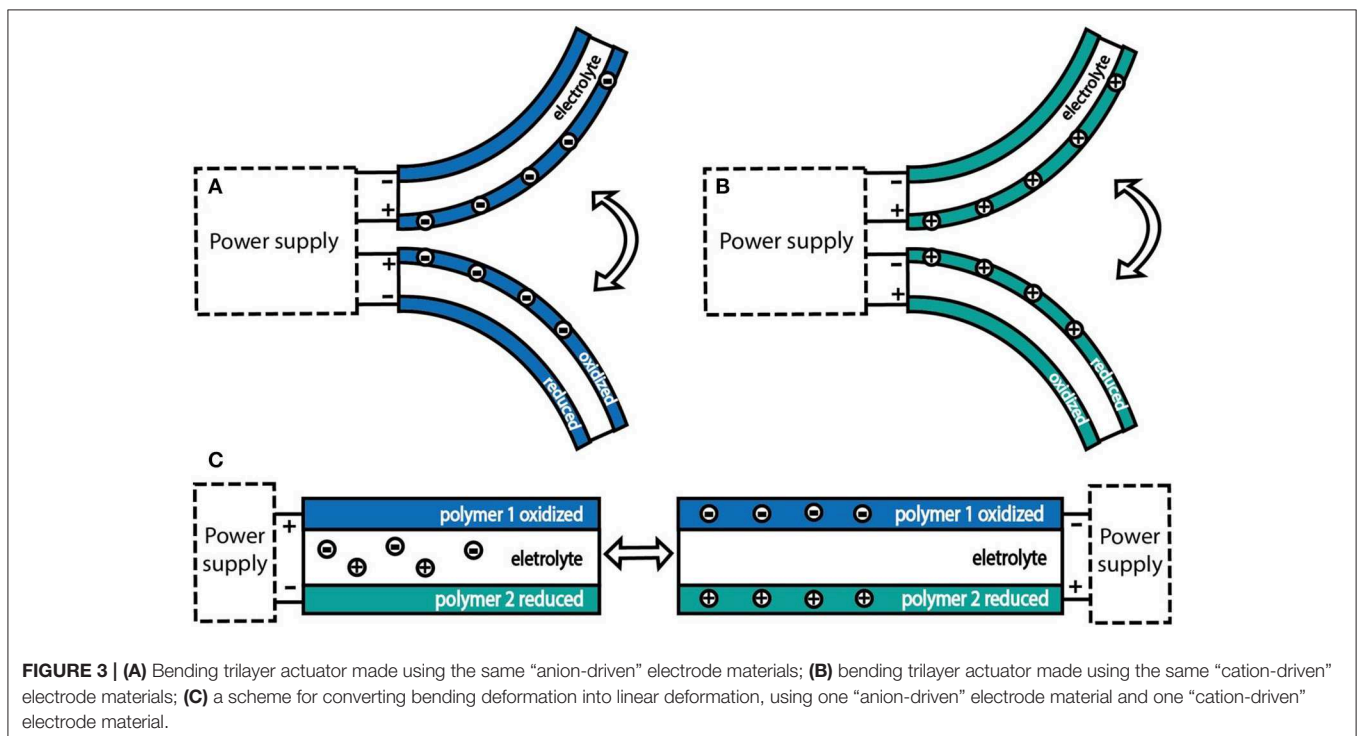 A
Power supply
-
+
+
-
electrolyte
oxidized
reduced
B
Power supply
-
+
-
+
electrolyte
reduced
oxidized
C
Power
supply
+
-
polymer 1 oxidized
eletrolyte
polymer 2 reduced
polymer 1 oxidized
eletrolyte
polymer 2 reduced
-
+
Power
supply
FIGURE 3 | (A) Bending trilayer actuator made using the same “anion-driven” electrode materials; (B) bending trilayer actuator made using the same “cation-driven”
electrode materials; (C) a scheme for converting bending deformation into linear deformation, using one “anion-driven” electrode material and one “cation-driven”
electrode material.